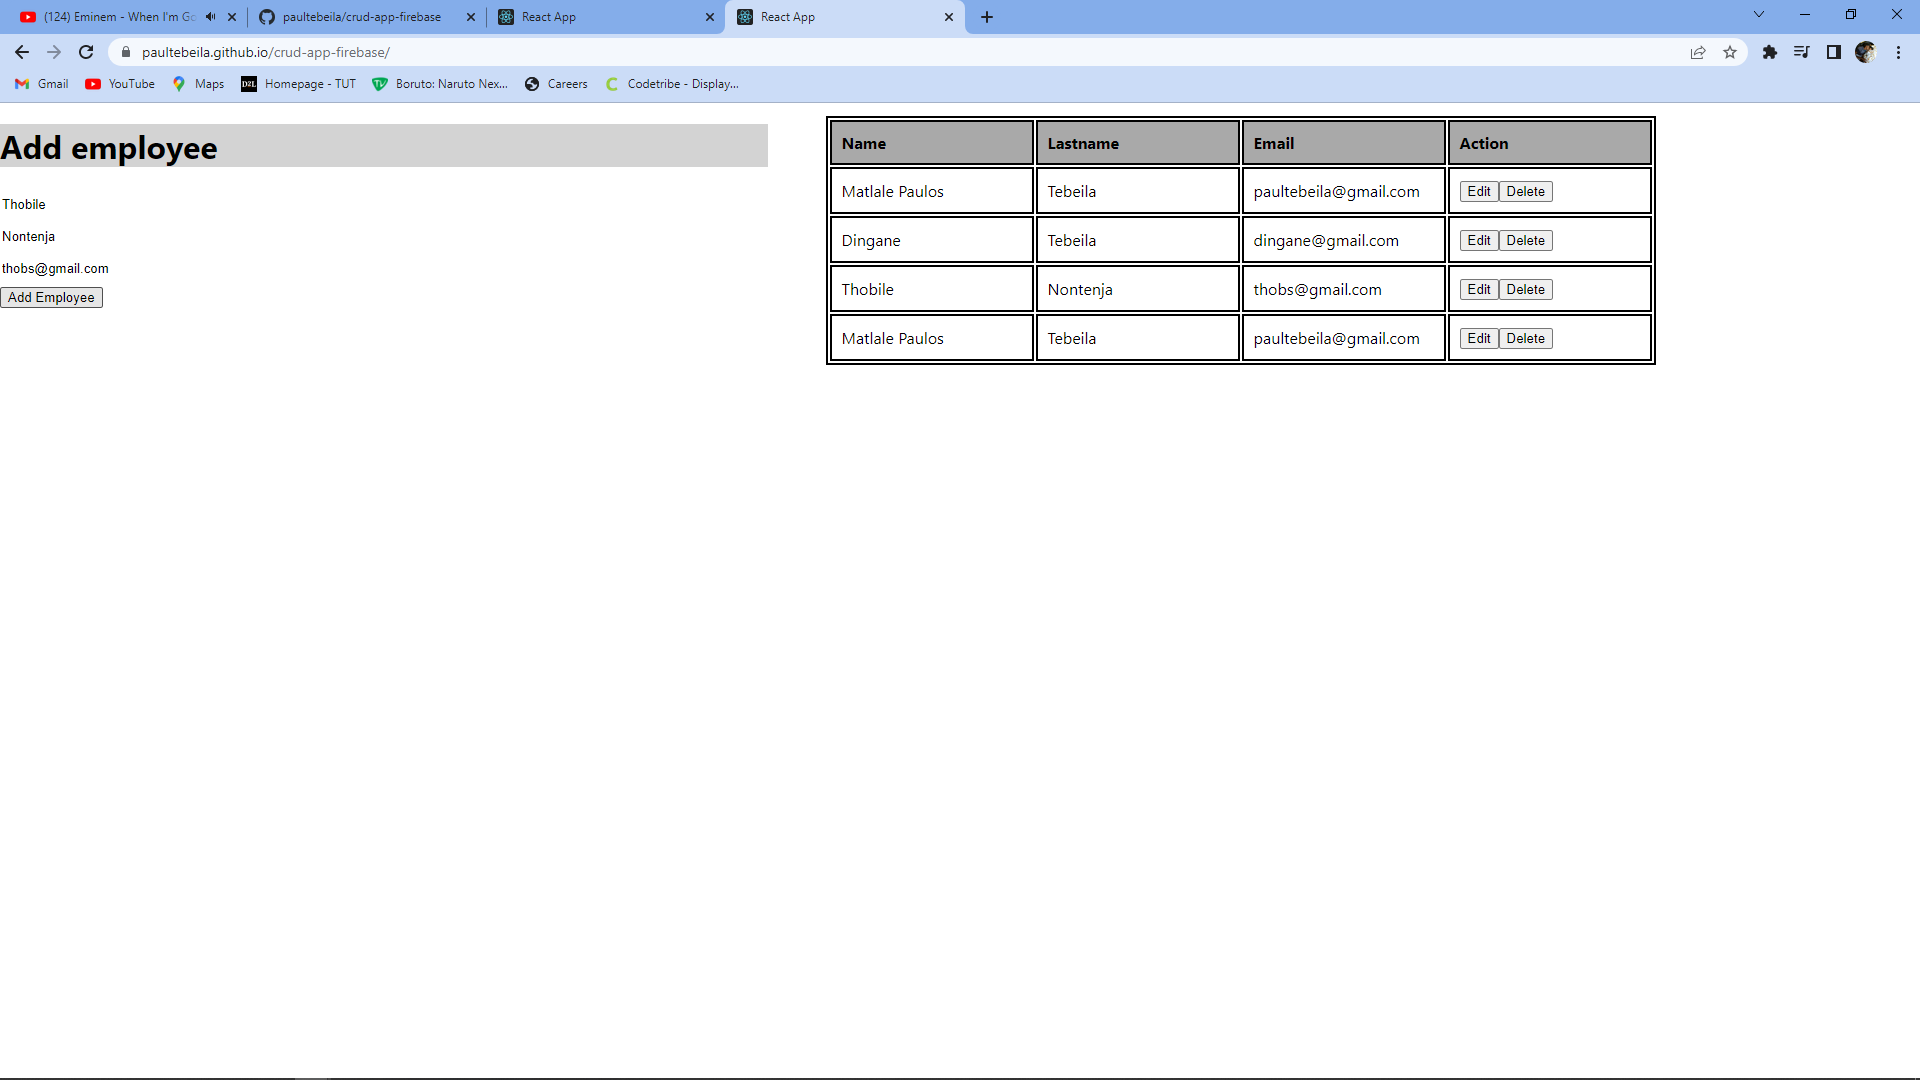 (124) Eminem - When I'm Go
paultebeila/crud-app-firebase
React App
React App
paultebeila.github.io/crud-app-firebase/
Gmail
YouTube
Maps
D2L
Homepage - TUT
Boruto: Naruto Nex...
Careers
Codetribe - Display...
Add employee
Thobile
Nontenja
thobs@gmail.com
Add Employee
Name Lastname Email Action
Matlale Paulos Tebeila paultebeila@gmail.com Edit Delete
Dingane Tebeila dingane@gmail.com Edit Delete
Thobile Nontenja thobs@gmail.com Edit Delete
Matlale Paulos Tebeila paultebeila@gmail.com Edit Delete